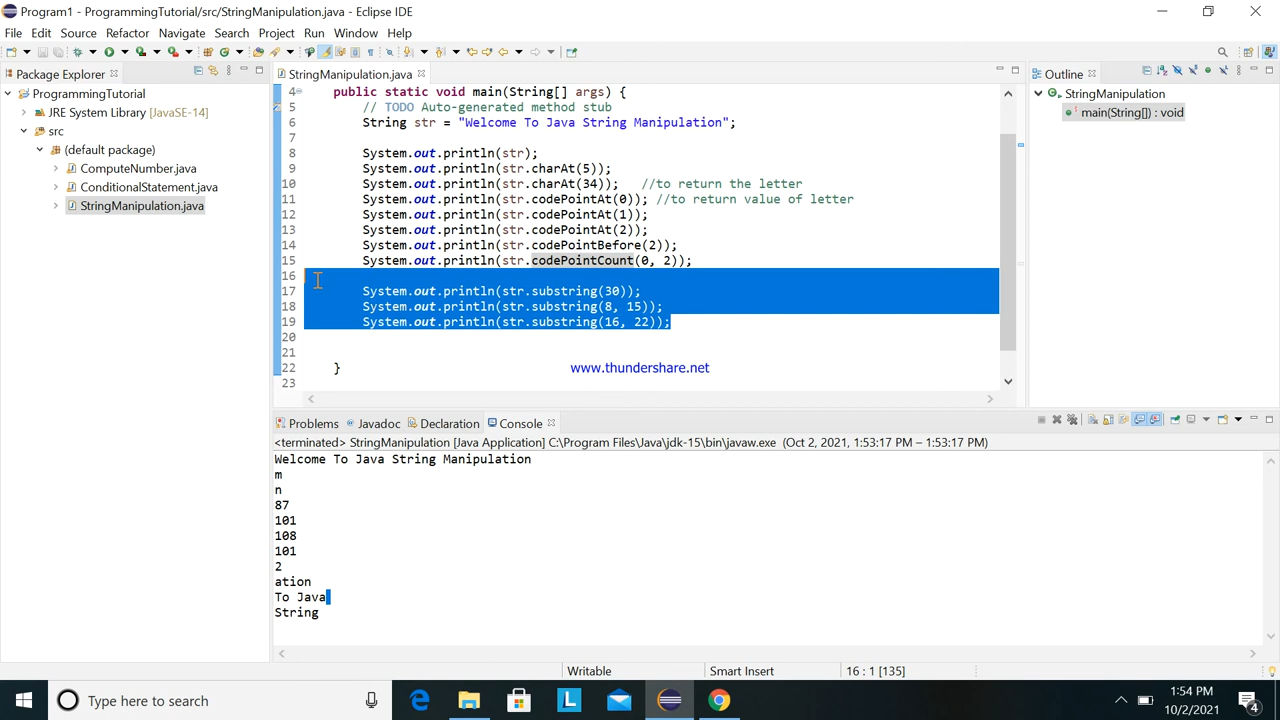 Program1 - ProgrammingTutorial/src/StringManipulation.java - Eclipse IDE
File Edit Source Refactor Navigate Search Project Run Window Help
Package Explorer
StringManipulation.java
Outline
ProgrammingTutorial
JRE System Library [JavaSE-14]
src
(default package)
ComputeNumber.java
ConditionalStatement.java
StringManipulation.java
4 public static void main(String[] args) {
5 // TODO Auto-generated method stub
6 String str = "Welcome To Java String Manipulation";
7
8 System.out.println(str);
9 System.out.println(str.charAt(5));
10 System.out.println(str.charAt(34)); //to return the letter
11 System.out.println(str.codePointAt(0)); //to return value of letter
12 System.out.println(str.codePointAt(1));
13 System.out.println(str.codePointAt(2));
14 System.out.println(str.codePointBefore(2));
15 System.out.println(str.codePointCount(0, 2));
16
17 System.out.println(str.substring(30));
18 System.out.println(str.substring(8, 15));
19 System.out.println(str.substring(16, 22));
20
21
22 }
23
www.thundershare.net
StringManipulation
main(String[]) : void
Problems Javadoc Declaration Console
<terminated> StringManipulation [Java Application] C:\Program Files\Java\jdk-15\bin\javaw.exe (Oct 2, 2021, 1:53:17 PM – 1:53:17 PM)
Welcome To Java String Manipulation
m
n
87
101
108
101
2
ation
To Java
String
Writable
Smart Insert
16 : 1 [135]
Type here to search
1:54 PM
10/2/2021
4